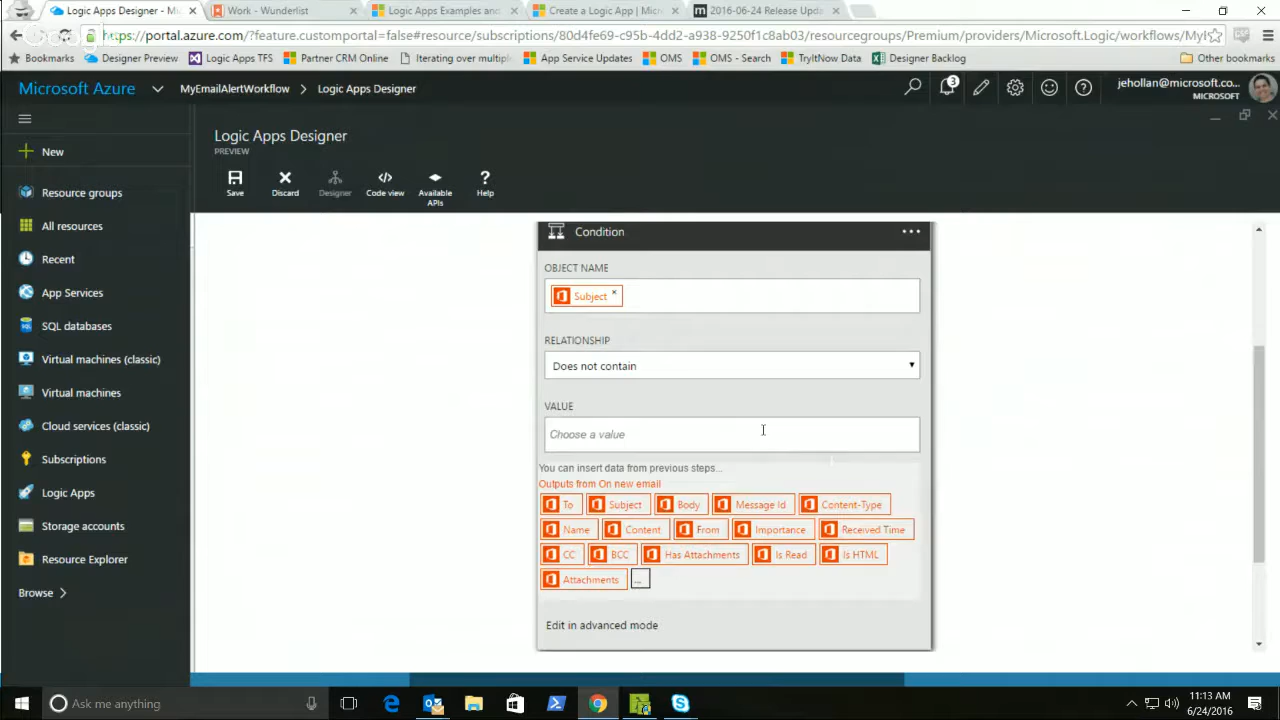 Logic Apps Designer - Mi
Work - Wunderlist
Logic Apps Examples and
Create a Logic App | Micr
2016-06-24 Release Upda
https://portal.azure.com/?feature.customportal=false#resource/subscriptions/80d4fe69-c95b-4dd2-a938-9250f1c8ab03/resourcegroups/Premium/providers/Microsoft.Logic/workflows/MyE
Bookmarks
Designer Preview
Logic Apps TFS
Partner CRM Online
Iterating over multipl
App Service Updates
OMS
OMS - Search
TryItNow Data
Designer Backlog
Other bookmarks
Microsoft Azure
MyEmailAlertWorkflow
Logic Apps Designer
3
jehollan@microsoft.co...
MICROSOFT
Logic Apps Designer
PREVIEW
Save
Discard
Designer
Code view
Available
APIs
Help
New
Resource groups
All resources
Recent
App Services
SQL databases
Virtual machines (classic)
Virtual machines
Cloud services (classic)
Subscriptions
Logic Apps
Storage accounts
Resource Explorer
Browse
Condition
OBJECT NAME
Subject
RELATIONSHIP
Does not contain
VALUE
Choose a value
You can insert data from previous steps...
Outputs from On new email
To Subject Body Message Id Content-Type
Name Content From Importance Received Time
CC BCC Has Attachments Is Read Is HTML
Attachments ...
Edit in advanced mode
Ask me anything
11:13 AM
6/24/2016